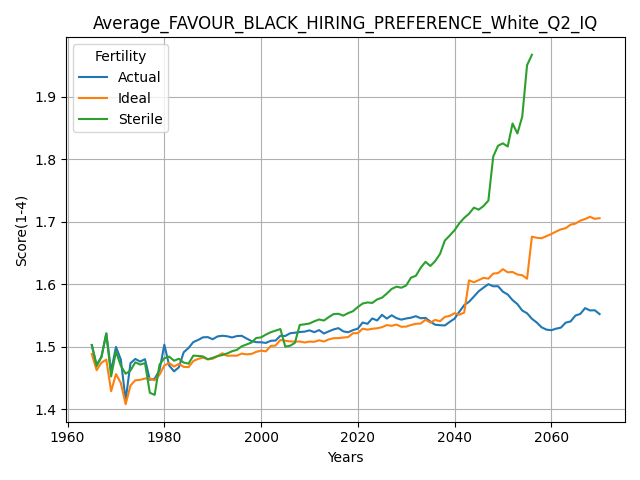 Average_FAVOUR_BLACK_HIRING_PREFERENCE_White_Q2_IQ
Fertility
Actual
Ideal
Sterile
Score(1-4)
1.9
1.8
1.7
1.6
1.5
1.4
1960 1980 2000 2020 2040 2060
Years